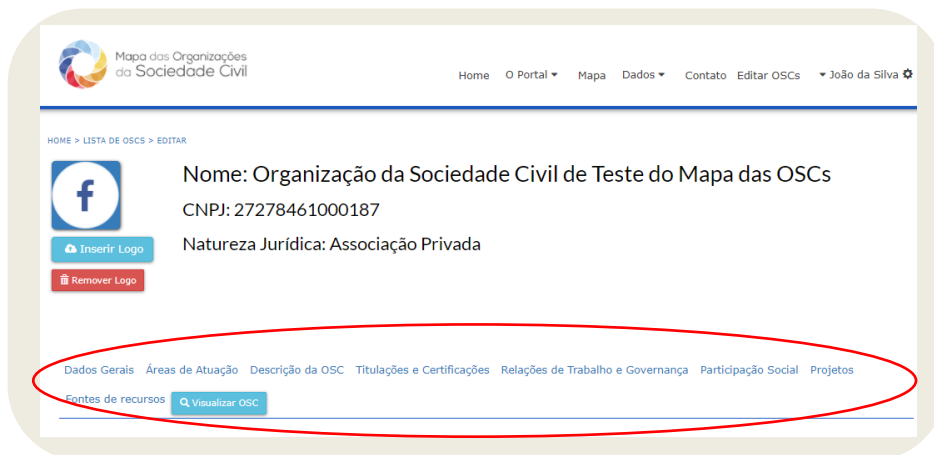 Mapa das Organizações
da Sociedade Civil
Home O Portal Mapa Dados Contato Editar OSCs João da Silva
HOME > LISTA DE OSCS > EDITAR
f
Nome: Organização da Sociedade Civil de Teste do Mapa das OSCs
CNPJ: 27278461000187
Natureza Jurídica: Associação Privada
Inserir Logo
Remover Logo
Dados Gerais Áreas de Atuação Descrição da OSC Titulações e Certificações Relações de Trabalho e Governança Participação Social Projetos
Fontes de recursos Visualizar OSC